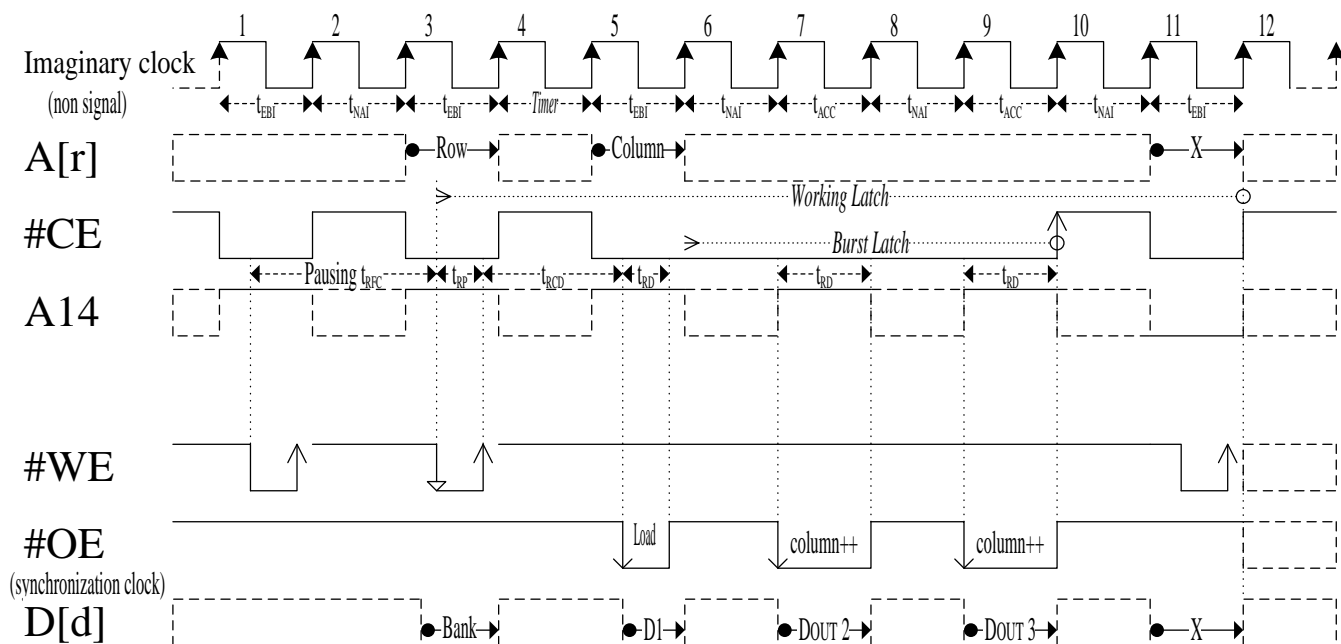 1 2 3 4 5 6 7 8 9 10 11 12
Imaginary clock
(non signal)
tEBI tNAI tEBI Timer tEBI tNAI tACC tNAI tACC tNAI tEBI
A[r]
Row Column X
Working Latch
#CE
Burst Latch
Pausing tRFC tRP tRCD tRD tRD tRD
A14
#WE
#OE
Load column++ column++
(synchronization clock)
D[d]
Bank D1 DOUT 2 DOUT 3 X